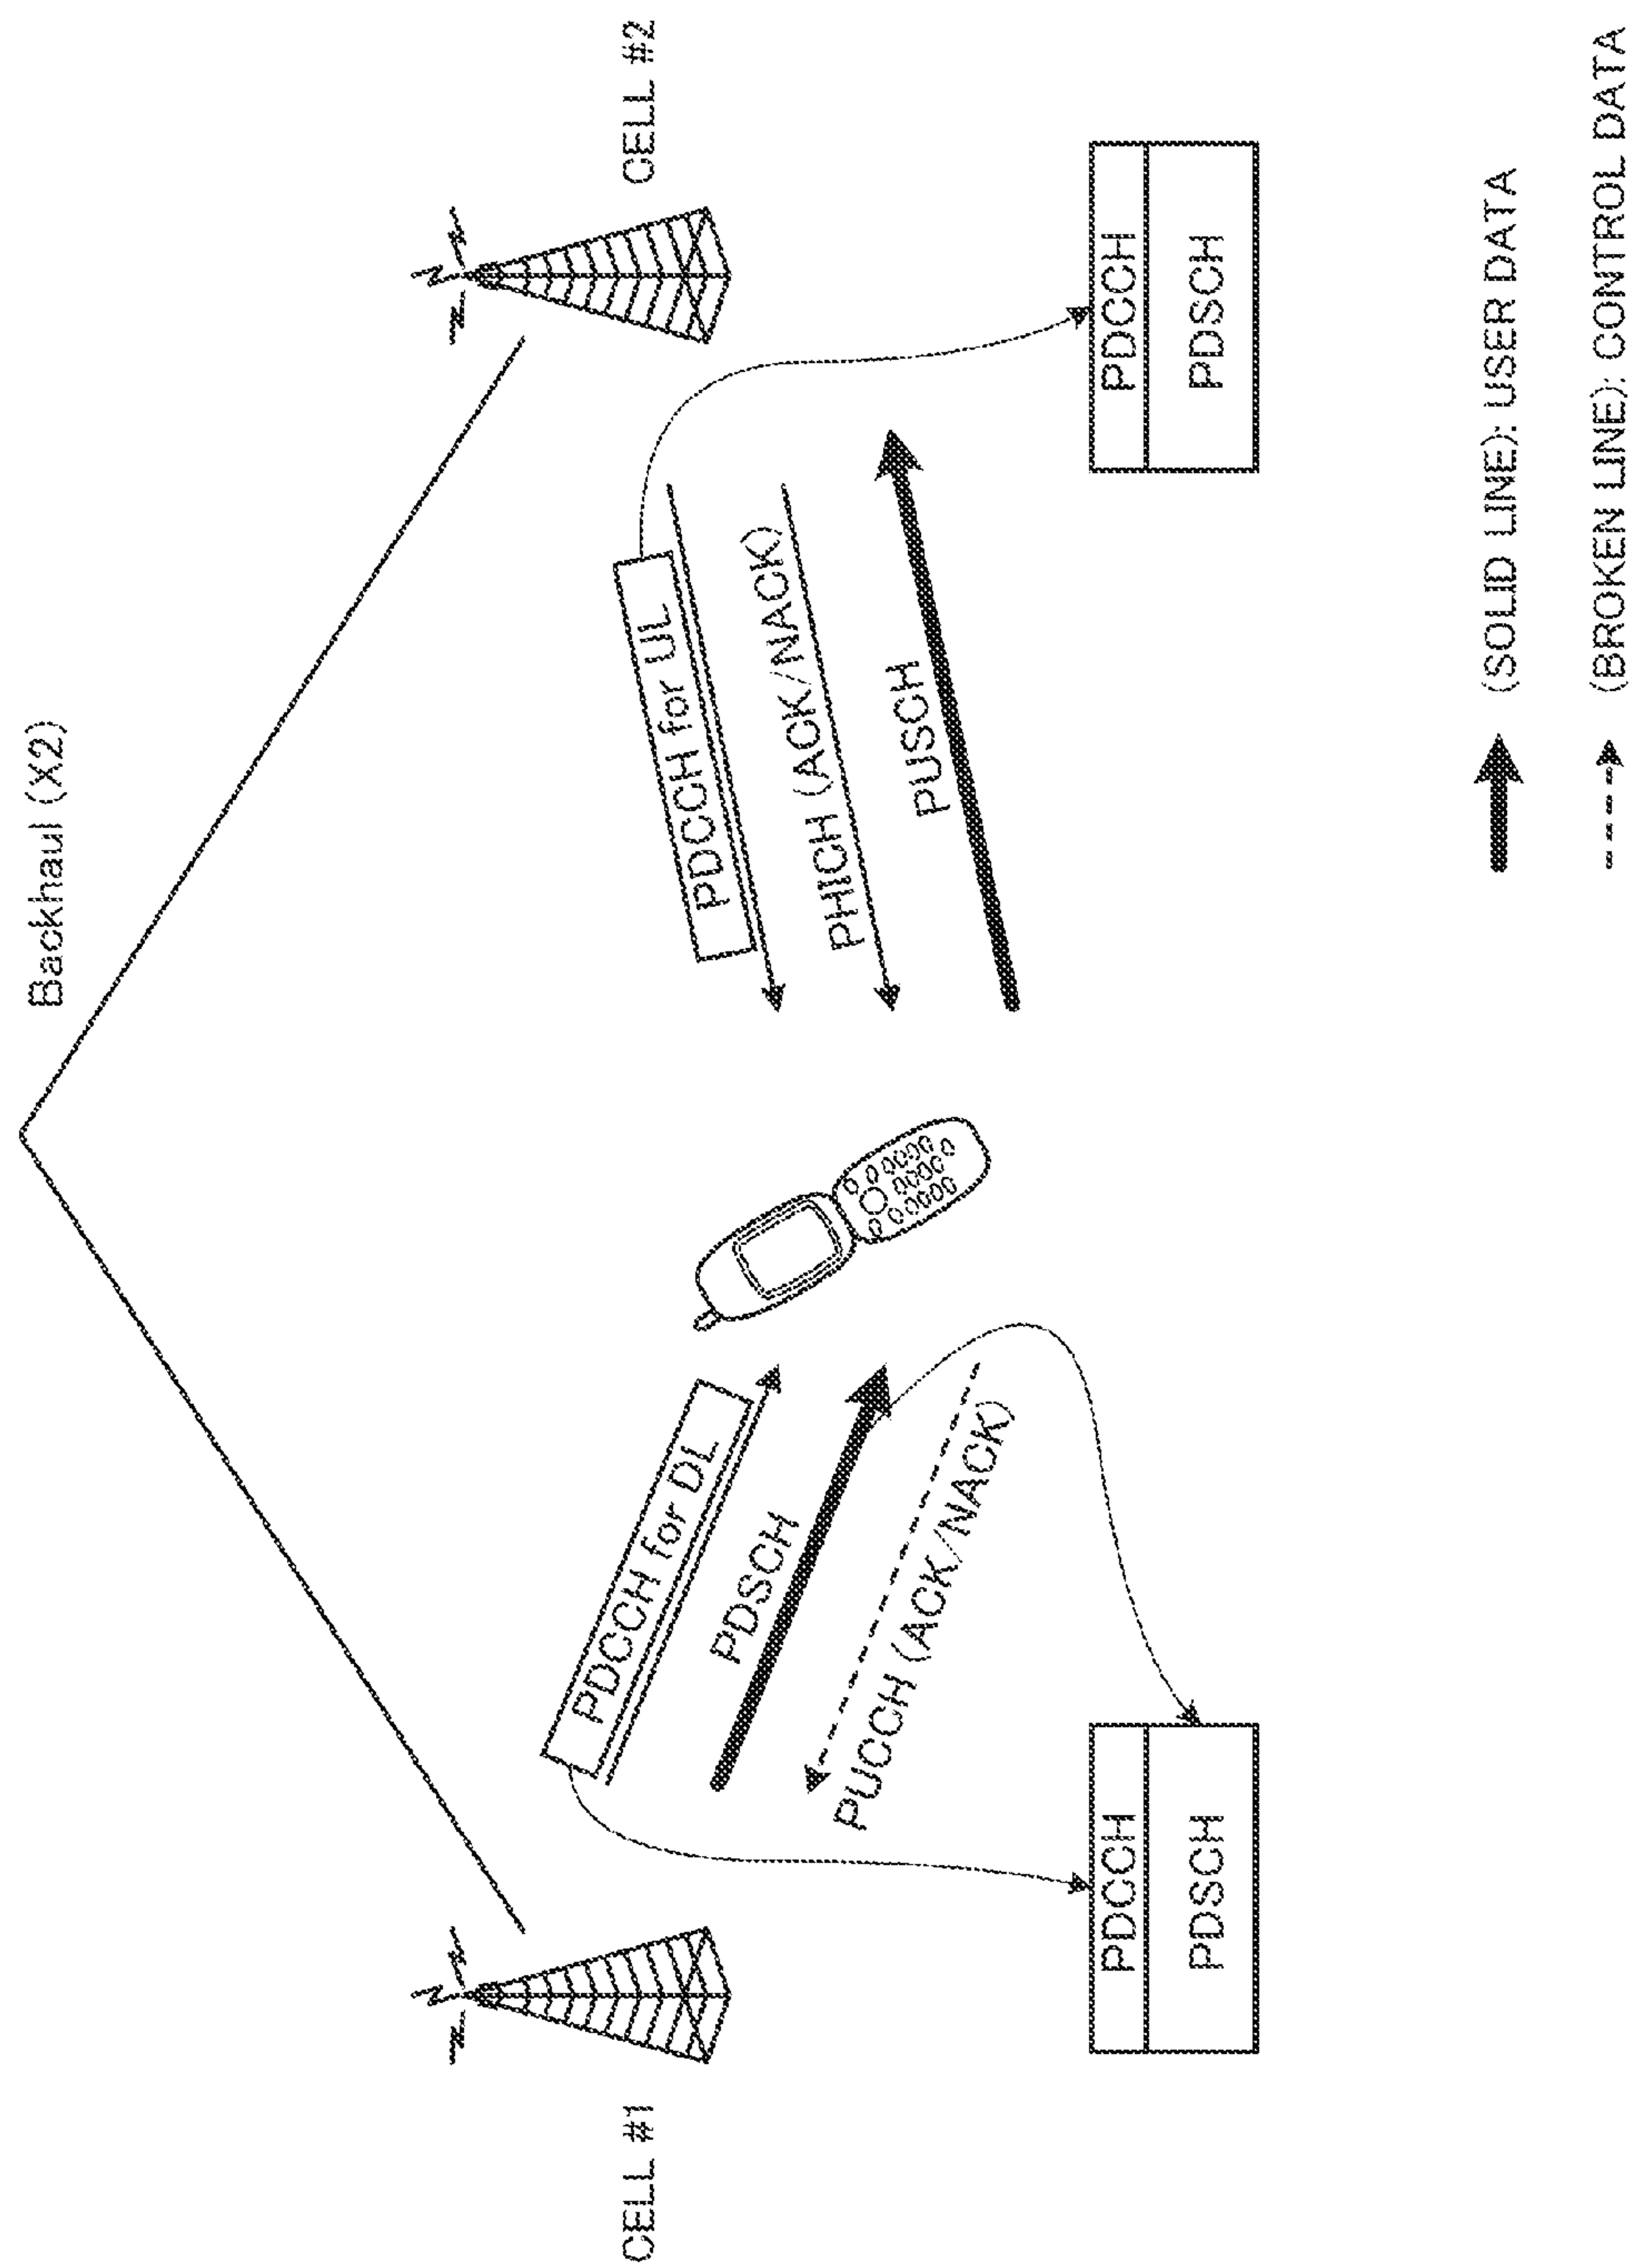 Backhaul (X2)
CELL #1
CELL #2
PDCCH for DL
PDSCH
PUCCH (ACK/NACK)
PDCCH for UL
PHICH (ACK/NACK)
PUSCH
PDCCH
PDSCH
PDCCH
PDSCH
(SOLID LINE): USER DATA
(BROKEN LINE): CONTROL DATA